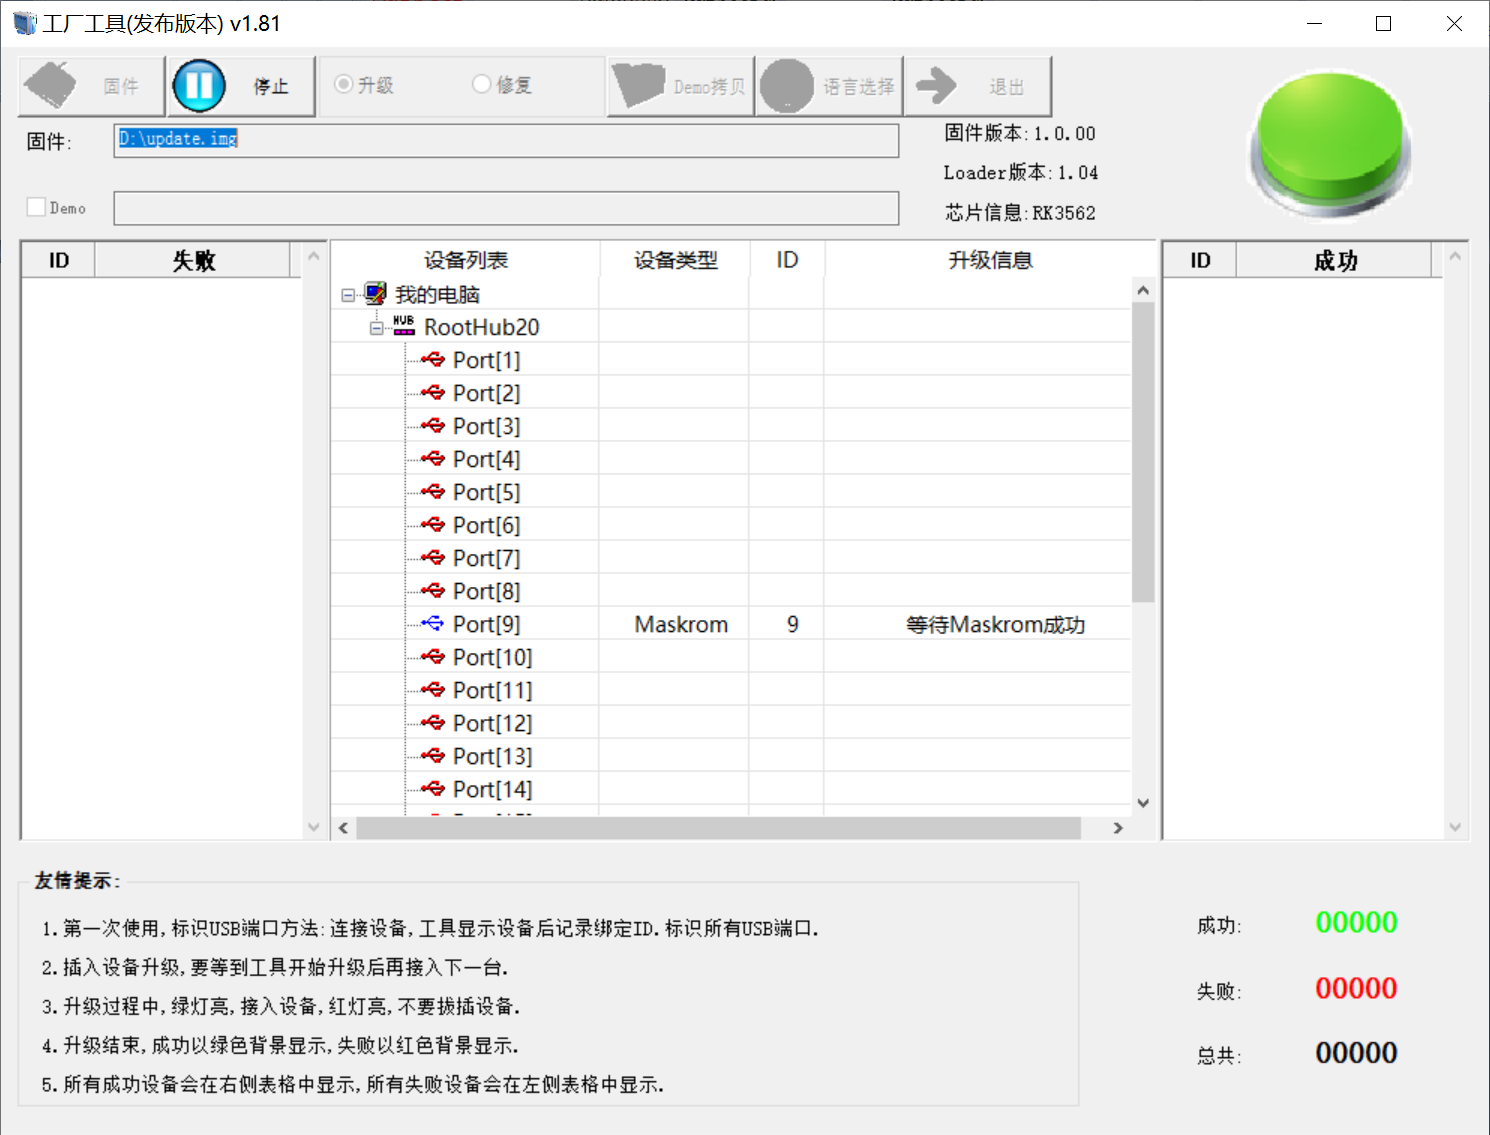 工厂工具(发布版本) v1.81
固件 停止 升级 修复 Demo拷贝 语言选择 退出
固件: D:\update.img 固件版本:1.0.00
Loader版本:1.04
Demo 芯片信息:RK3562
ID 失败 设备列表 设备类型 ID 升级信息 ID 成功
我的电脑
HUB RootHub20
Port[1]
Port[2]
Port[3]
Port[4]
Port[5]
Port[6]
Port[7]
Port[8]
Port[9] Maskrom 9 等待Maskrom成功
Port[10]
Port[11]
Port[12]
Port[13]
Port[14]
友情提示:
1.第一次使用,标识USB端口方法:连接设备,工具显示设备后记录绑定ID.标识所有USB端口.
2.插入设备升级,要等到工具开始升级后再接入下一台.
3.升级过程中,绿灯亮,接入设备,红灯亮,不要拔插设备.
4.升级结束,成功以绿色背景显示,失败以红色背景显示.
5.所有成功设备会在右侧表格中显示,所有失败设备会在左侧表格中显示.
成功: 00000
失败: 00000
总共: 00000